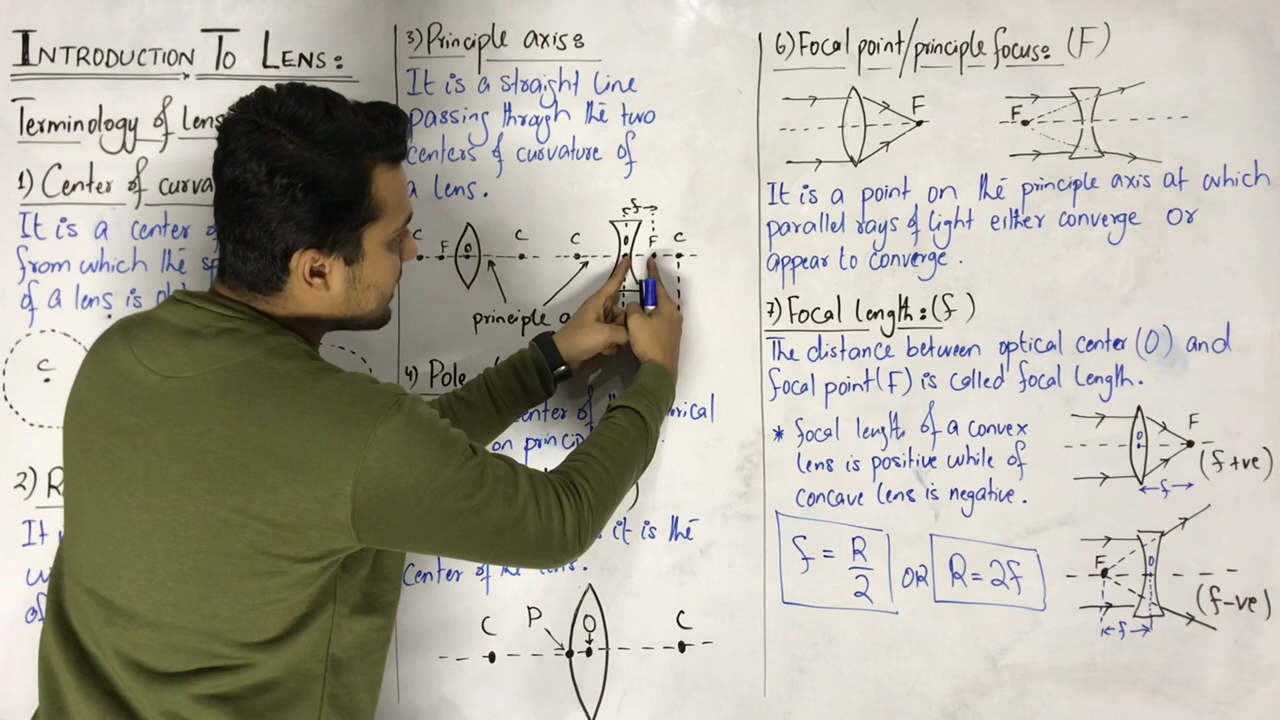 INTRODUCTION TO LENS:
Terminology of Lens
1) Center of curva
It is a center
from which the
of a lens is
C
2) R
It
of
3) Principle axis:
It is a straight line
passing through the two
centers of curvature of
a lens.
C F O C C O F C
f
principle a
4) Pole
center of
on princip
it is the
center of the lens.
C P O C
6) Focal point/principle focus: (F)
F F
It is a point on the principle axis at which
parallel rays of light either converge or
appear to converge.
7) Focal length: (f)
The distance between optical center (O) and
focal point (F) is called focal length.
* focal length of a convex
lens is positive while of
concave lens is negative.
O F
(f+ve)
f
f = R/2 OR R = 2f
F O
(f-ve)
f